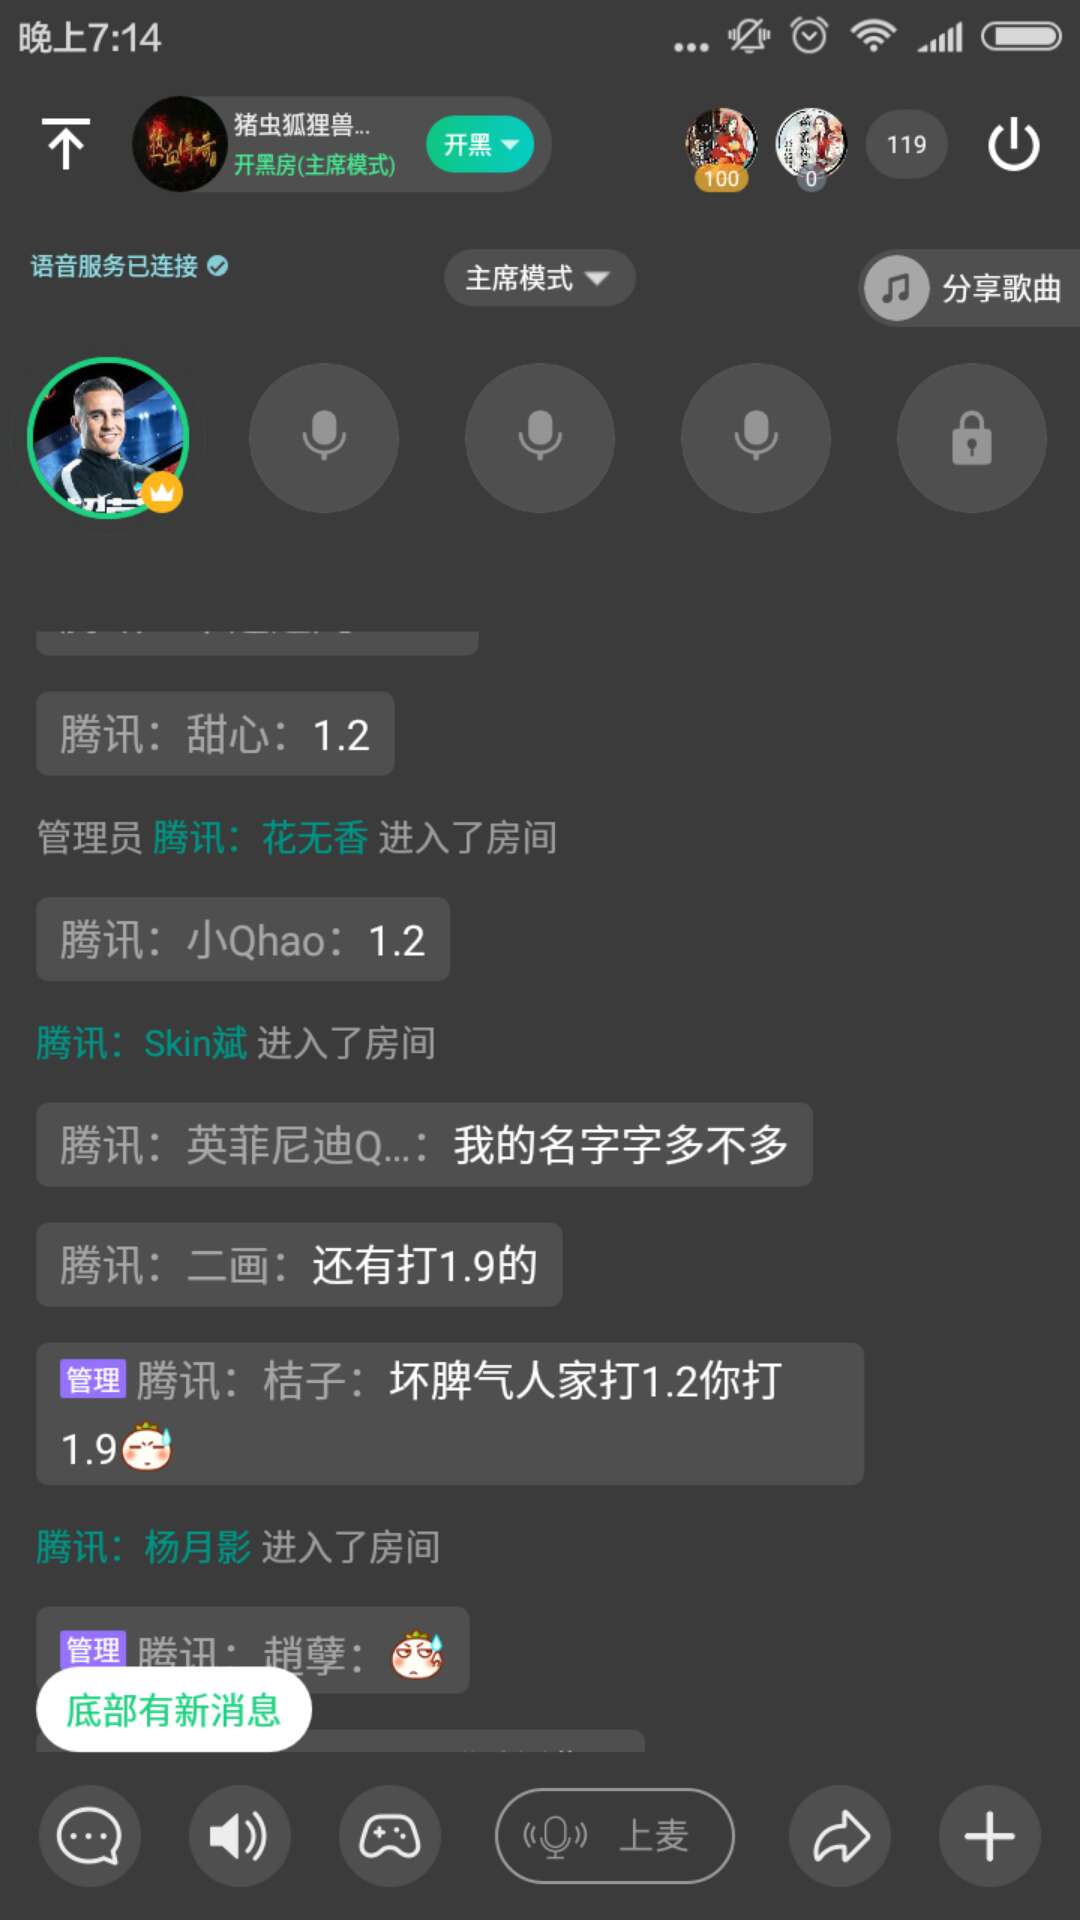 晚上7:14
猪虫狐狸兽...
开黑房(主席模式)
开黑
100
0
119
语音服务已连接
主席模式
分享歌曲
腾讯：甜心：1.2
管理员 腾讯：花无香 进入了房间
腾讯：小Qhao：1.2
腾讯：Skin斌 进入了房间
腾讯：英菲尼迪Q...：我的名字字多不多
腾讯：二画：还有打1.9的
管理 腾讯：桔子：坏脾气人家打1.2你打
1.9
腾讯：杨月影 进入了房间
管理 腾讯：趙孽：
底部有新消息
上麦